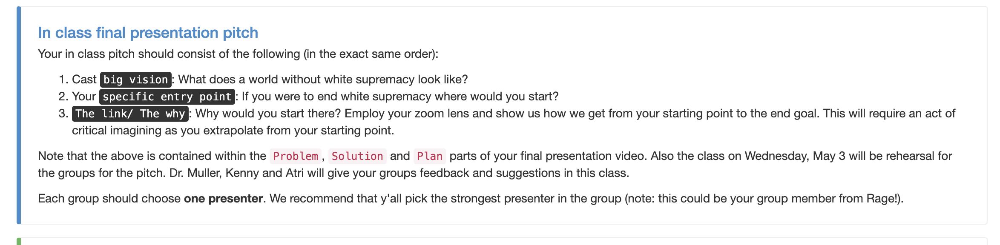 In class final presentation pitch
Your in class pitch should consist of the following (in the exact same order):
1. Cast big vision: What does a world without white supremacy look like?
2. Your specific entry point: If you were to end white supremacy where would you start?
3. The link/ The why: Why would you start there? Employ your zoom lens and show us how we get from your starting point to the end goal. This will require an act of
critical imagining as you extrapolate from your starting point.
Note that the above is contained within the Problem, Solution and Plan parts of your final presentation video. Also the class on Wednesday, May 3 will be rehearsal for
the groups for the pitch. Dr. Muller, Kenny and Atri will give your groups feedback and suggestions in this class.
Each group should choose one presenter. We recommend that y'all pick the strongest presenter in the group (note: this could be your group member from Rage!).